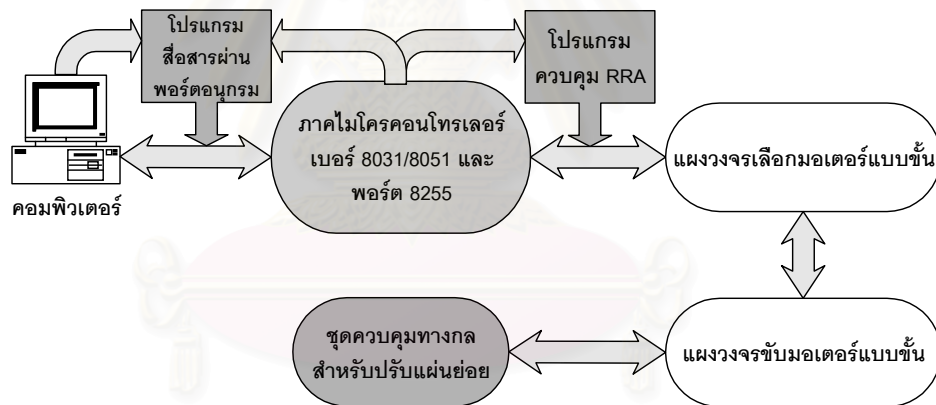 โปรแกรม
สื่อสารผ่าน
พอร์ตอนุกรม
โปรแกรม
ควบคุม RRA
คอมพิวเตอร์
ภาคไมโครคอนโทรเลอร์
เบอร์ 8031/8051 และ
พอร์ต 8255
แผงวงจรเลือกมอเตอร์แบบขั้น
ชุดควบคุมทางกล
สำหรับปรับแผ่นย่อย
แผงวงจรขับมอเตอร์แบบขั้น